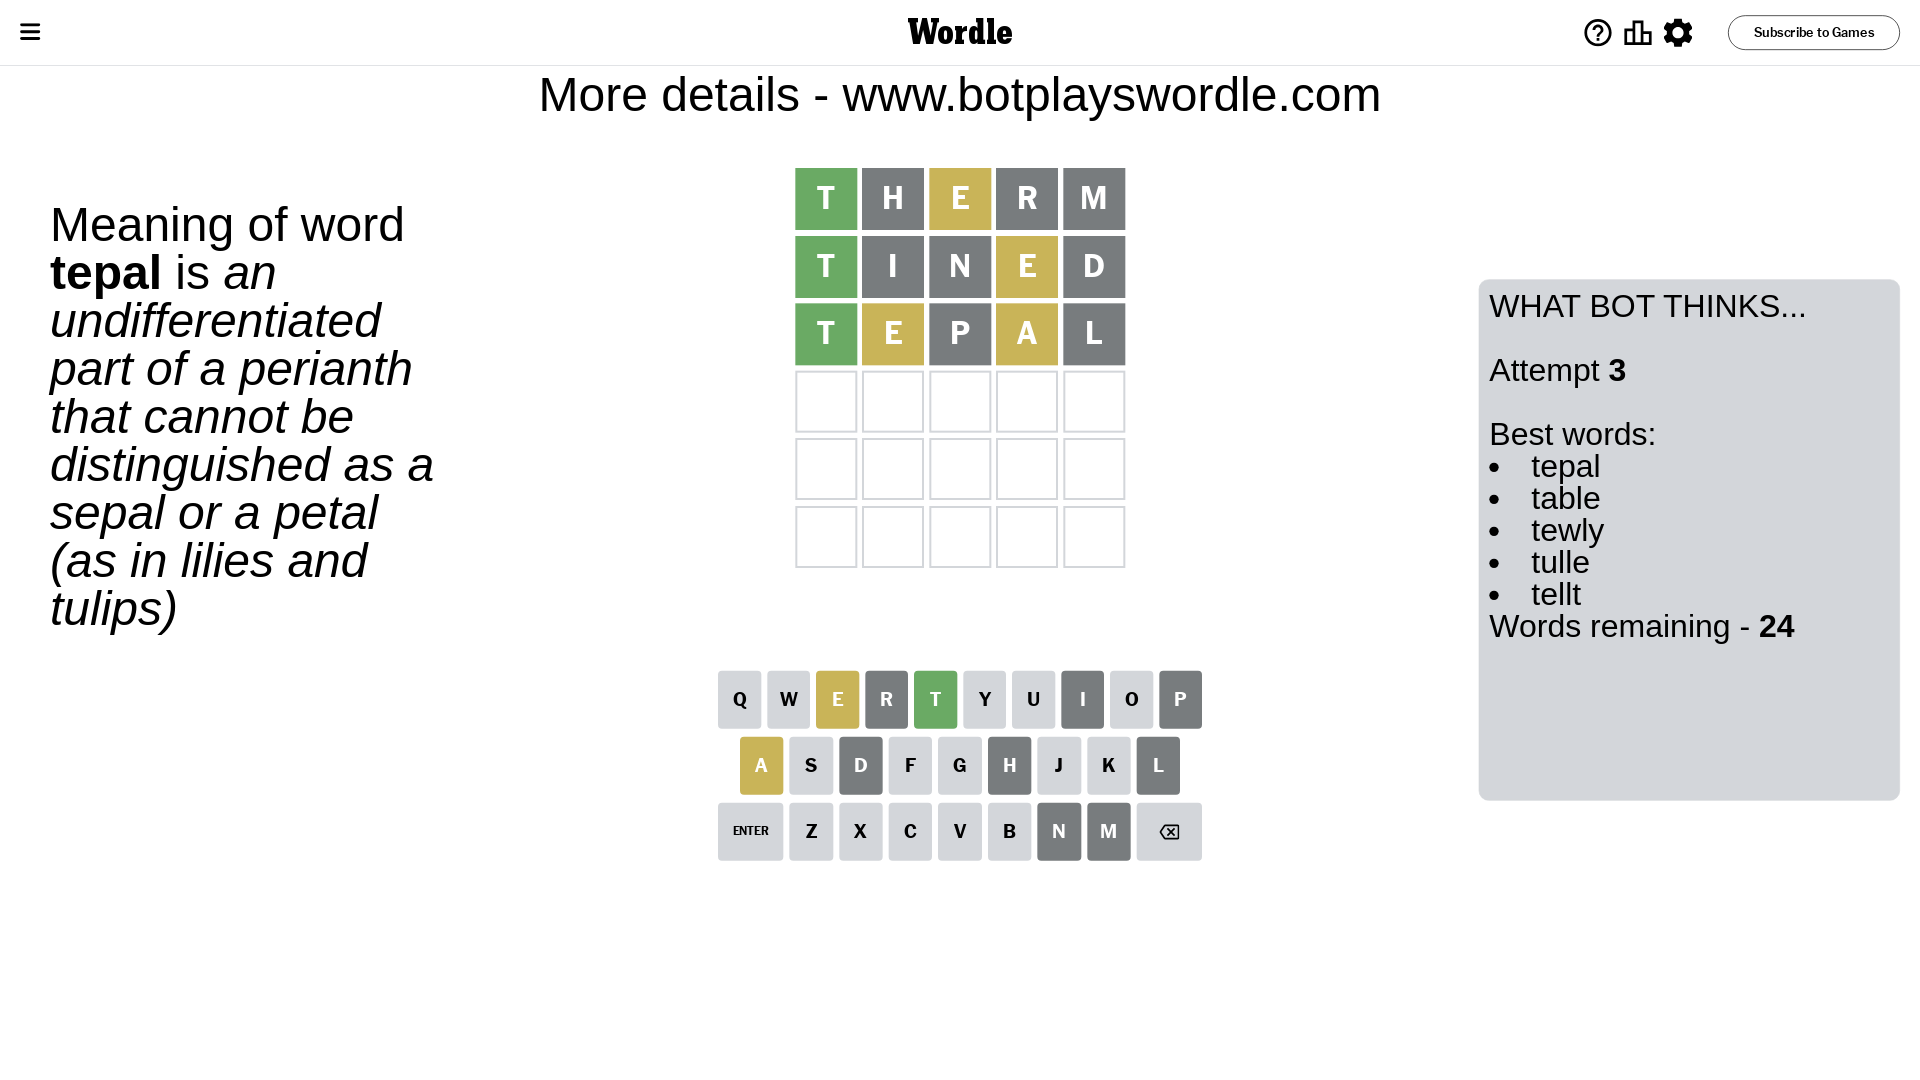 Wordle
Subscribe to Games
More details - www.botplayswordle.com
Meaning of word
tepal is an
undifferentiated
part of a perianth
that cannot be
distinguished as a
sepal or a petal
(as in lilies and
tulips)
T H E R M
T I N E D
T E P A L
WHAT BOT THINKS...
Attempt 3
Best words:
• tepal
• table
• tewly
• tulle
• tellt
Words remaining - 24
Q W E R T Y U I O P
A S D F G H J K L
ENTER Z X C V B N M